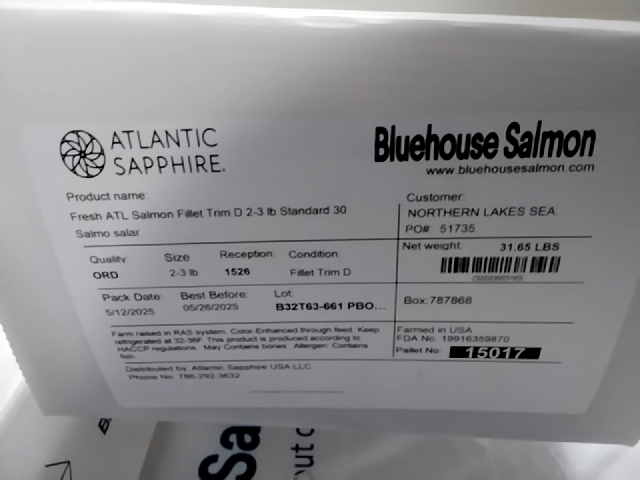 ATLANTIC
SAPPHIRE.
Bluehouse Salmon
www.bluehousesalmon.com
Product name:
Fresh ATL Salmon Fillet Trim D 2-3 lb Standard 30
Salmo salar
Customer:
NORTHERN LAKES SEA.
PO# 51735
Quality
ORD
Size
2-3 lb
Reception:
1526
Condition:
Fillet Trim D
Net weight: 31.65 LBS
Pack Date:
5/12/2025
Best Before:
05/26/2025
Lot:
B32T63-661 PBO...
Box: 787868
Farm raised in RAS system. Color-Enhanced through feed. Keep
refrigerated at 32-36F. This product is produced according to
HACCP regulations. May Contains bones. Allergen: Contains
fish.
Farmed in USA
FDA No. 19916359870
Pallet No: 15017
Distributed by: Atlantic Sapphire USA LLC
Phone No: 786-292-3632
Sa
out c